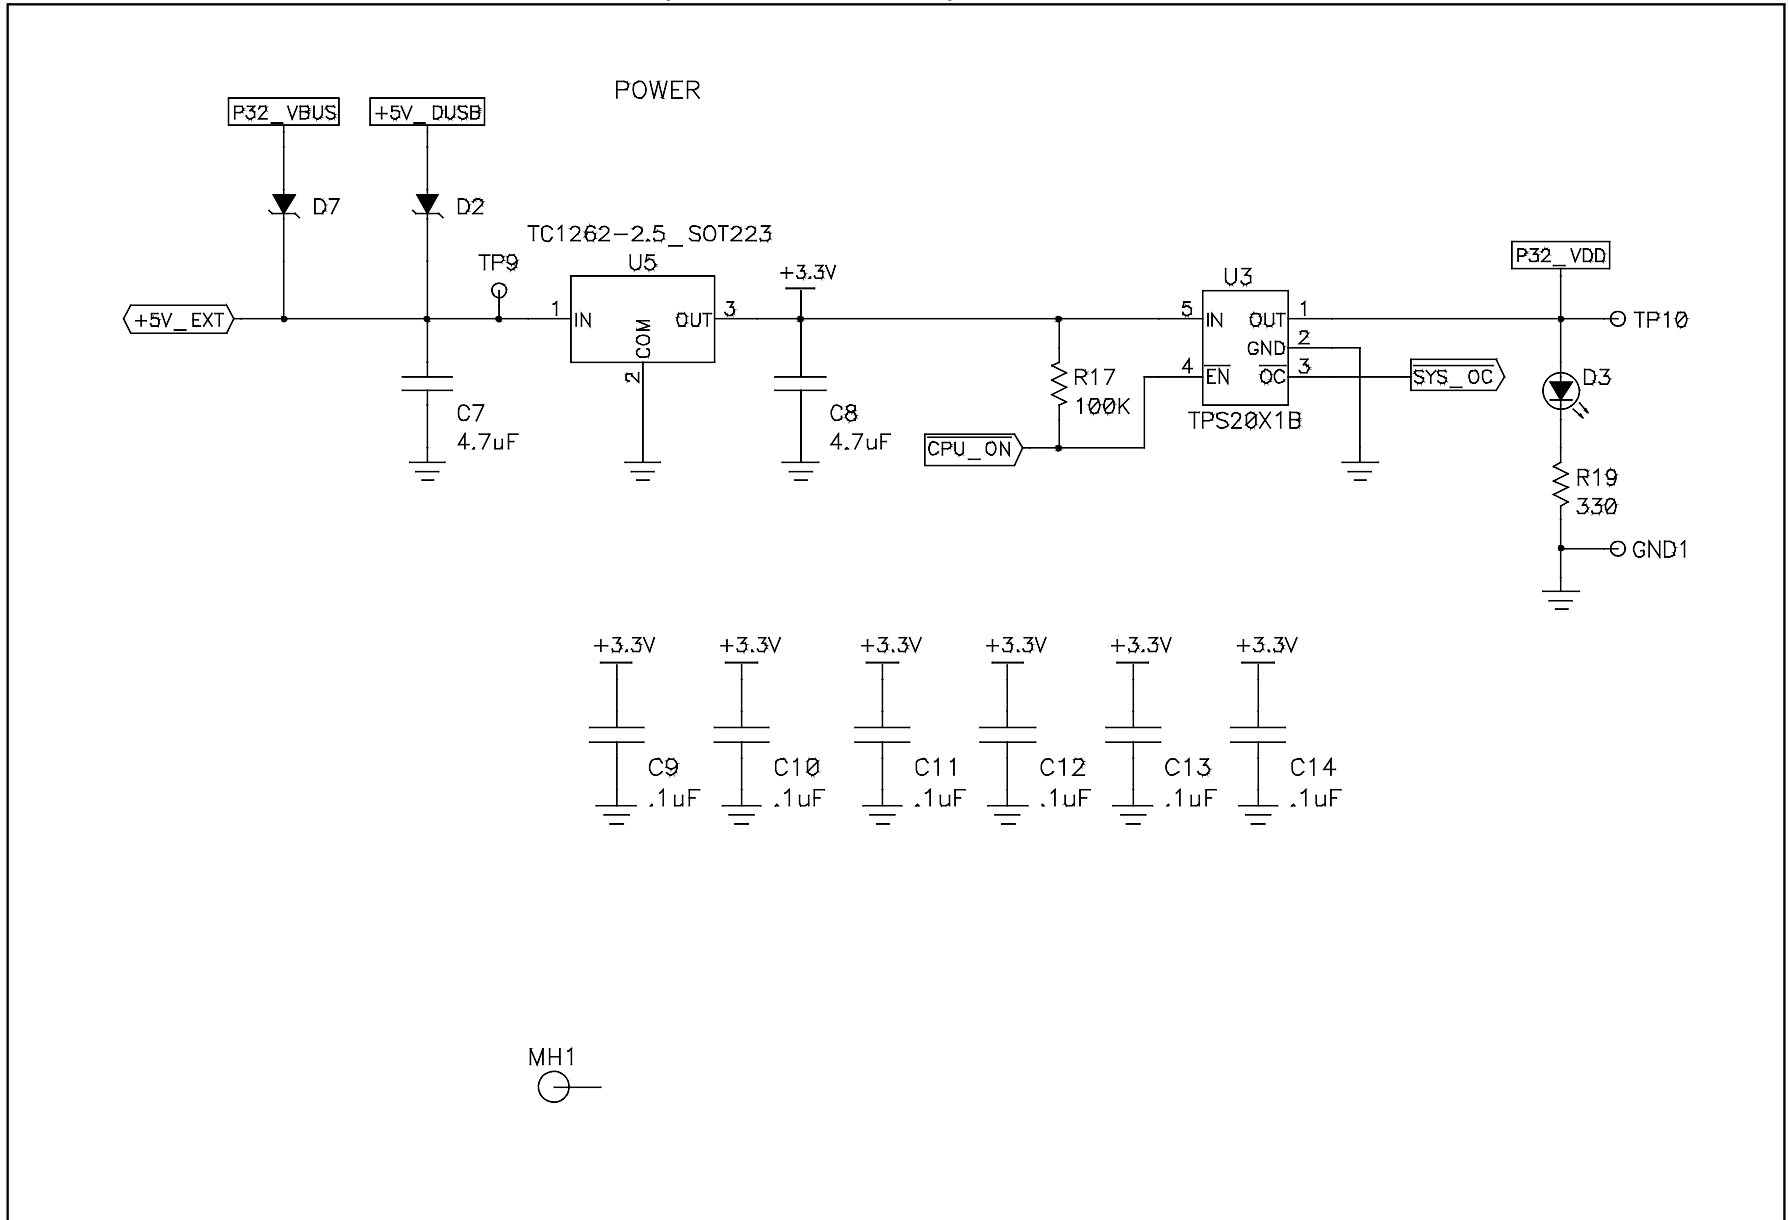 POWER
P32_VBUS
+5V_DUSB
D7
D2
TC1262-2.5_SOT223
U5
TP9
+3.3V
P32_VDD
U3
+5V_EXT
1
IN
COM
OUT
3
2
5
IN
OUT
1
TP10
GND
2
4
EN
OC
3
SYS_OC
D3
R17
100K
TPS20X1B
C7
4.7uF
C8
4.7uF
CPU_ON
R19
330
GND1
+3.3V
+3.3V
+3.3V
+3.3V
+3.3V
+3.3V
C9
.1uF
C10
.1uF
C11
.1uF
C12
.1uF
C13
.1uF
C14
.1uF
MH1